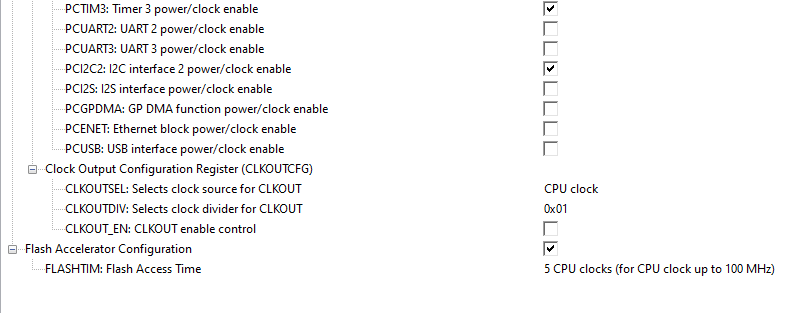 PCTIM3: Timer 3 power/clock enable
PCUART2: UART 2 power/clock enable
PCUART3: UART 3 power/clock enable
PCI2C2: I2C interface 2 power/clock enable
PCI2S: I2S interface power/clock enable
PCGPDMA: GP DMA function power/clock enable
PCENET: Ethernet block power/clock enable
PCUSB: USB interface power/clock enable
Clock Output Configuration Register (CLKOUTCFG)
CLKOUTSEL: Selects clock source for CLKOUT CPU clock
CLKOUTDIV: Selects clock divider for CLKOUT 0x01
CLKOUT_EN: CLKOUT enable control
Flash Accelerator Configuration
FLASHTIM: Flash Access Time 5 CPU clocks (for CPU clock up to 100 MHz)